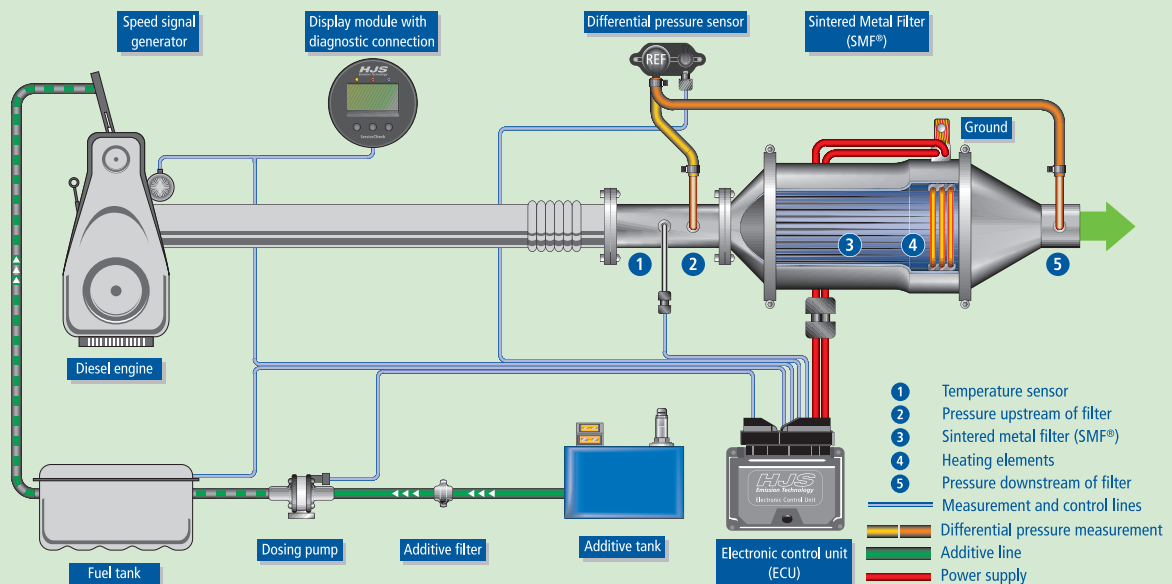 Speed signal
generator
Display module with
diagnostic connection
Differential pressure sensor
Sintered Metal Filter
(SMF®)
HJS
Emission Technology
ServiceCheck
REF
Ground
1
2
3
4
5
Diesel engine
HJS
Emission Technology
Electronic Control Unit
Fuel tank
Dosing pump
Additive filter
Additive tank
Electronic control unit
(ECU)
1 Temperature sensor
2 Pressure upstream of filter
3 Sintered metal filter (SMF®)
4 Heating elements
5 Pressure downstream of filter
Measurement and control lines
Differential pressure measurement
Additive line
Power supply